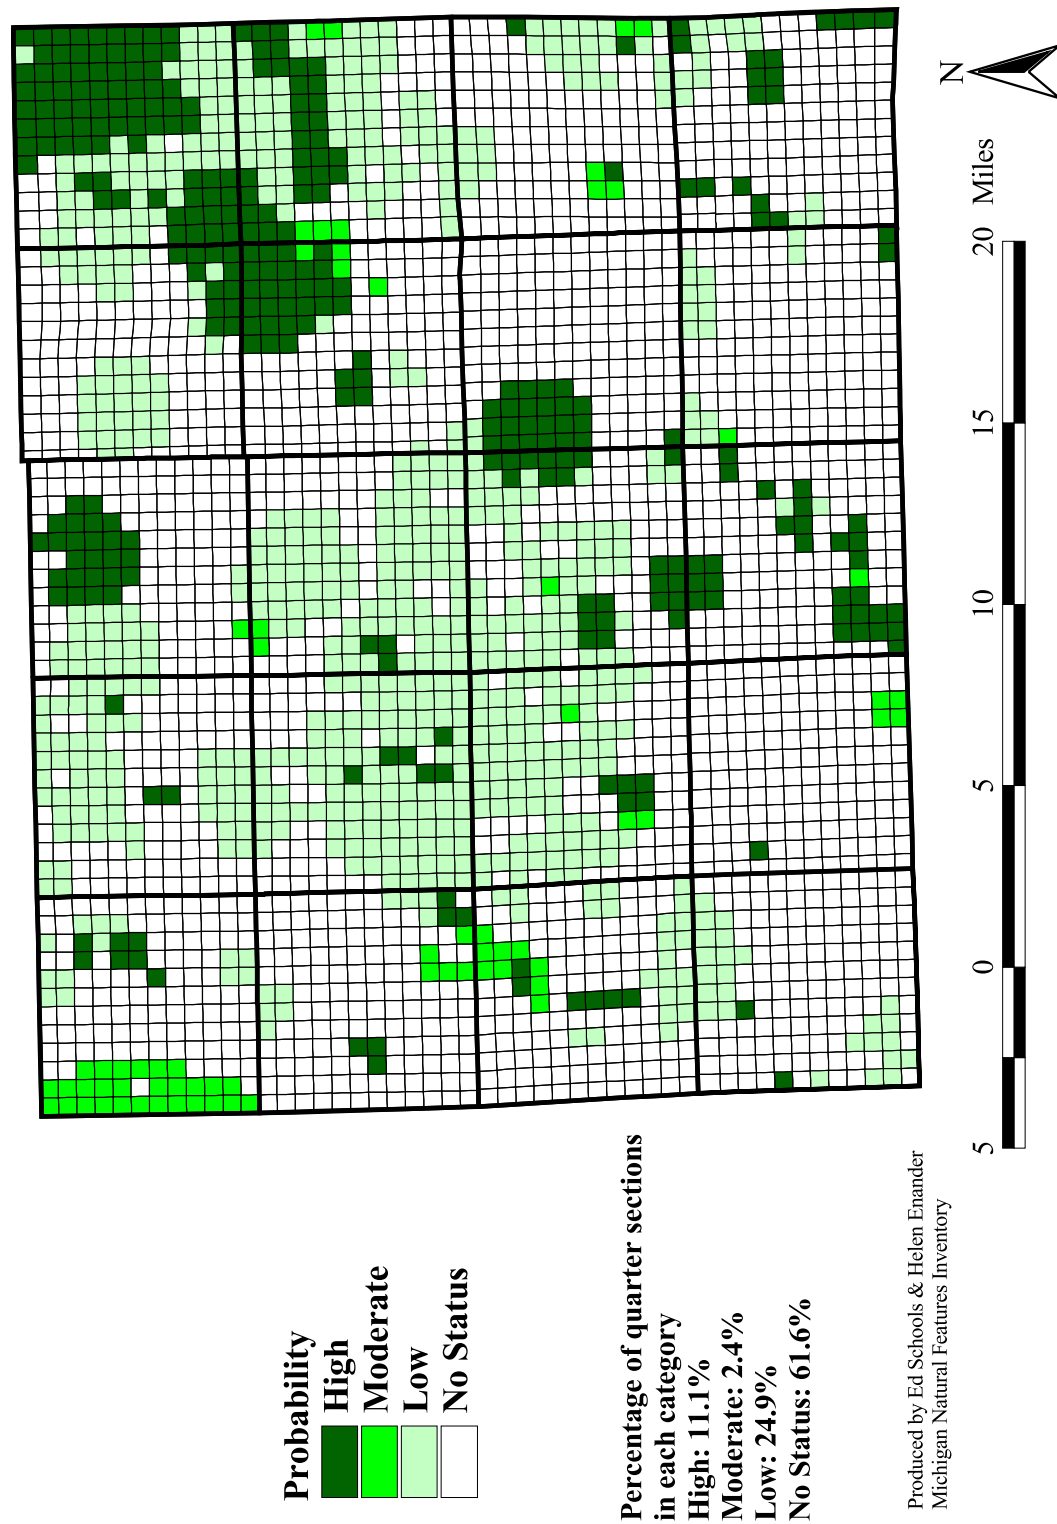 N
5 0 5 10 15 20 Miles
Probability
High
Moderate
Low
No Status
Percentage of quarter sections
in each category
High: 11.1%
Moderate: 2.4%
Low: 24.9%
No Status: 61.6%
Produced by Ed Schools & Helen Enander
Michigan Natural Features Inventory